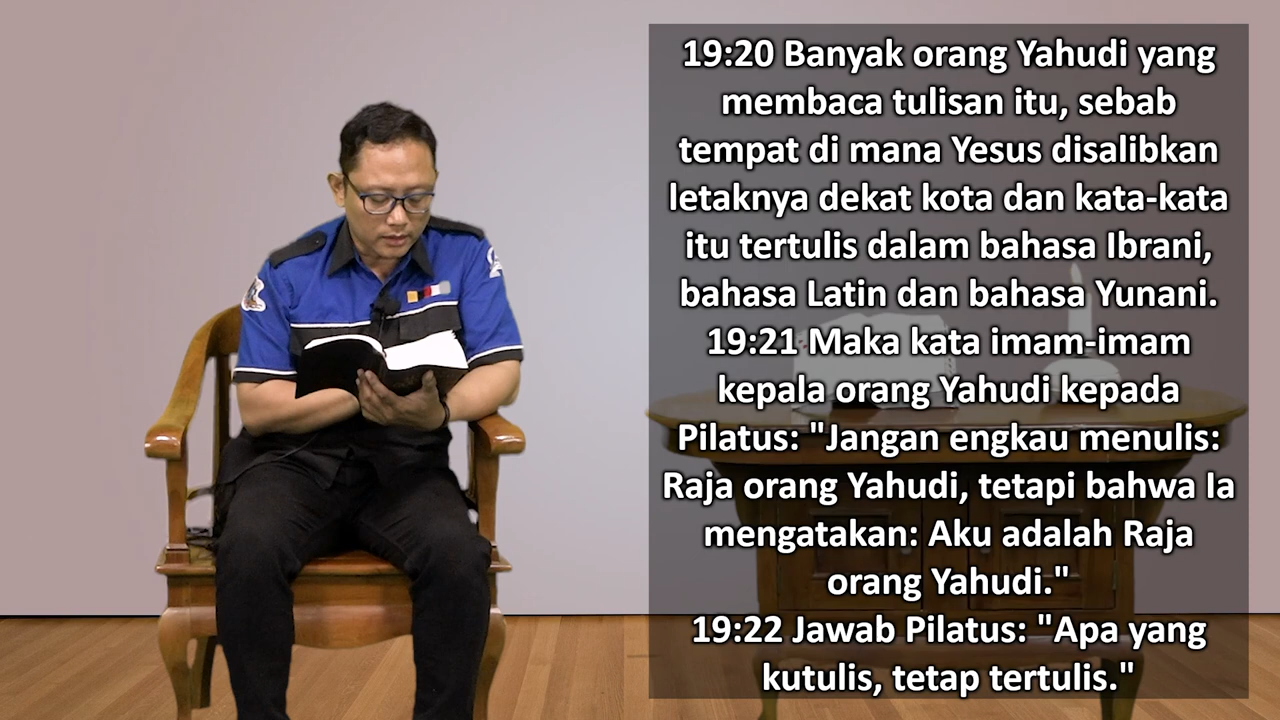 19:20 Banyak orang Yahudi yang
membaca tulisan itu, sebab
tempat di mana Yesus disalibkan
letaknya dekat kota dan kata-kata
itu tertulis dalam bahasa Ibrani,
bahasa Latin dan bahasa Yunani.
19:21 Maka kata imam-imam
kepala orang Yahudi kepada
Pilatus: "Jangan engkau menulis:
Raja orang Yahudi, tetapi bahwa Ia
mengatakan: Aku adalah Raja
orang Yahudi."
19:22 Jawab Pilatus: "Apa yang
kutulis, tetap tertulis."